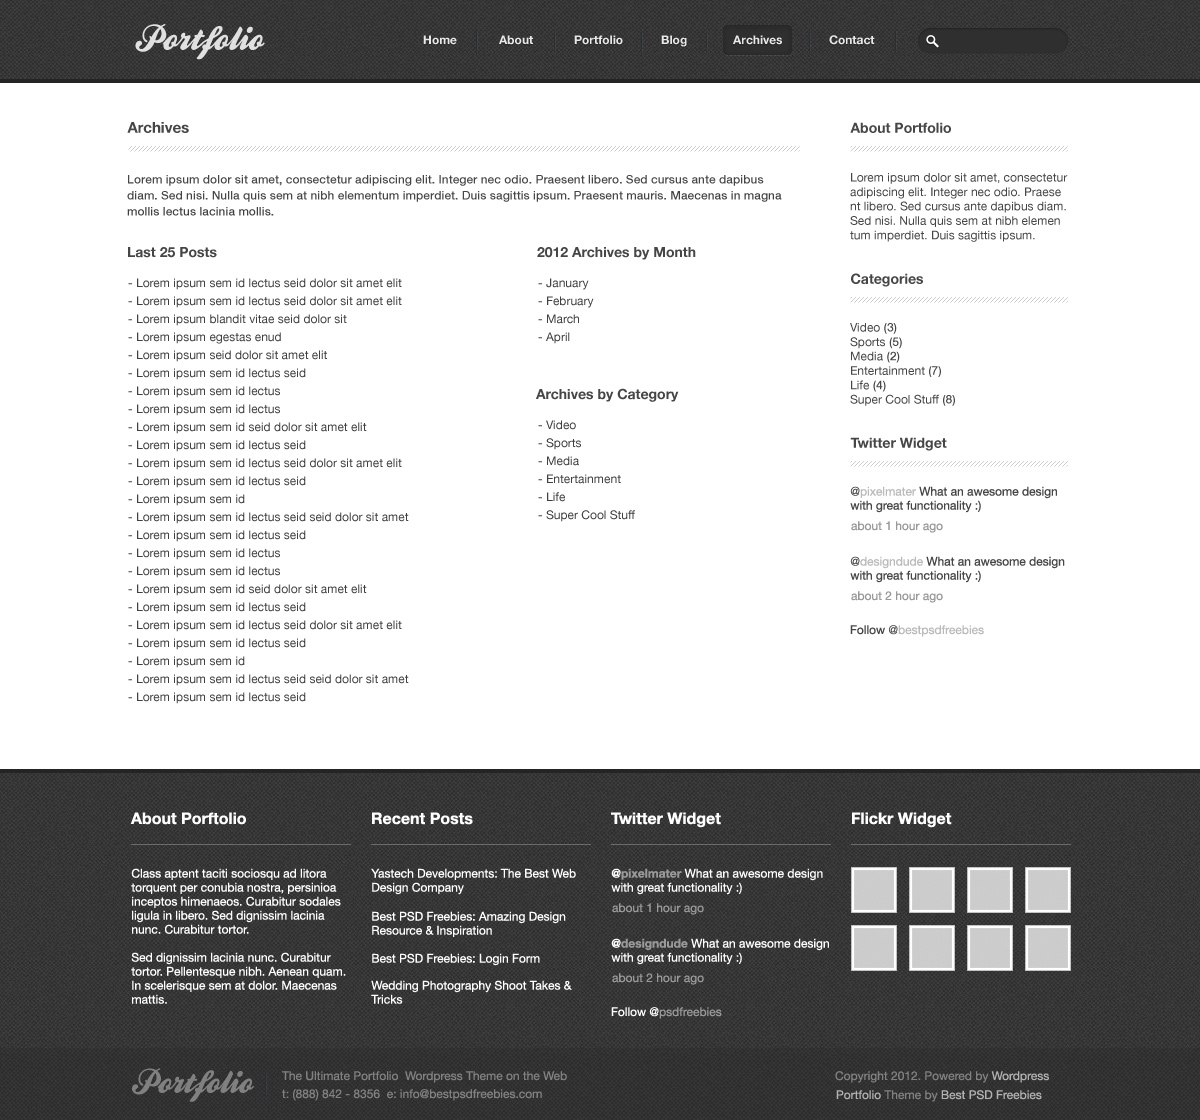 Portfolio
Home
About
Portfolio
Blog
Archives
Contact
Archives
Lorem ipsum dolor sit amet, consectetur adipiscing elit. Integer nec odio. Praesent libero. Sed cursus ante dapibus
diam. Sed nisi. Nulla quis sem at nibh elementum imperdiet. Duis sagittis ipsum. Praesent mauris. Maecenas in magna
mollis lectus lacinia mollis.
Last 25 Posts
- Lorem ipsum sem id lectus seid dolor sit amet elit
- Lorem ipsum sem id lectus seid dolor sit amet elit
- Lorem ipsum blandit vitae seid dolor sit
- Lorem ipsum egestas enud
- Lorem ipsum seid dolor sit amet elit
- Lorem ipsum sem id lectus seid
- Lorem ipsum sem id lectus
- Lorem ipsum sem id lectus
- Lorem ipsum sem id seid dolor sit amet elit
- Lorem ipsum sem id lectus seid
- Lorem ipsum sem id lectus seid dolor sit amet elit
- Lorem ipsum sem id lectus seid
- Lorem ipsum sem id
- Lorem ipsum sem id lectus seid seid dolor sit amet
- Lorem ipsum sem id lectus seid
- Lorem ipsum sem id lectus
- Lorem ipsum sem id lectus
- Lorem ipsum sem id seid dolor sit amet elit
- Lorem ipsum sem id lectus seid
- Lorem ipsum sem id lectus seid dolor sit amet elit
- Lorem ipsum sem id lectus seid
- Lorem ipsum sem id
- Lorem ipsum sem id lectus seid seid dolor sit amet
- Lorem ipsum sem id lectus seid
2012 Archives by Month
- January
- February
- March
- April
Archives by Category
- Video
- Sports
- Media
- Entertainment
- Life
- Super Cool Stuff
About Portfolio
Lorem ipsum dolor sit amet, consectetur
adipiscing elit. Integer nec odio. Praese
nt libero. Sed cursus ante dapibus diam.
Sed nisi. Nulla quis sem at nibh elemen
tum imperdiet. Duis sagittis ipsum.
Categories
Video (3)
Sports (5)
Media (2)
Entertainment (7)
Life (4)
Super Cool Stuff (8)
Twitter Widget
@pixelmater What an awesome design
with great functionality :)
about 1 hour ago
@designdude What an awesome design
with great functionality :)
about 2 hour ago
Follow @bestpsdfreebies
About Porftolio
Class aptent taciti sociosqu ad litora
torquent per conubia nostra, persinioa
inceptos himenaeos. Curabitur sodales
ligula in libero. Sed dignissim lacinia
nunc. Curabitur tortor.
Sed dignissim lacinia nunc. Curabitur
tortor. Pellentesque nibh. Aenean quam.
In scelerisque sem at dolor. Maecenas
mattis.
Recent Posts
Yastech Developments: The Best Web
Design Company
Best PSD Freebies: Amazing Design
Resource & Inspiration
Best PSD Freebies: Login Form
Wedding Photography Shoot Takes &
Tricks
Twitter Widget
@pixelmater What an awesome design
with great functionality :)
about 1 hour ago
@designdude What an awesome design
with great functionality :)
about 2 hour ago
Follow @psdfreebies
Flickr Widget
Portfolio
The Ultimate Portfolio Wordpress Theme on the Web
t: (888) 842 - 8356 e: info@bestpsdfreebies.com
Copyright 2012. Powered by Wordpress
Portfolio Theme by Best PSD Freebies